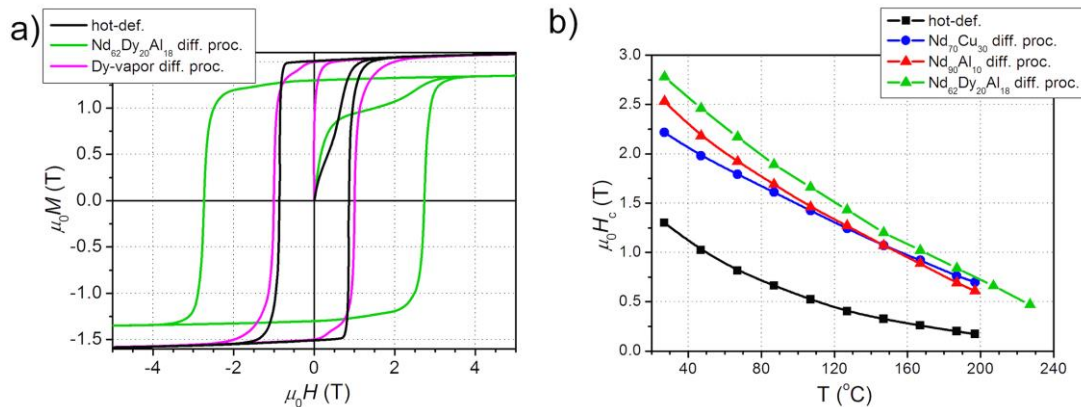 a)
hot-def.
Nd₆₂Dy₂₀Al₁₈ diff. proc.
Dy-vapor diff. proc.
1.0
0.5
0.0
-0.5
-1.0
-1.5
μ₀M (T)
-4 -2 0 2 4
μ₀H (T)
b)
hot-def.
Nd₇₀Cu₃₀ diff. proc.
Nd₉₀Al₁₀ diff. proc.
Nd₆₂Dy₂₀Al₁₈ diff. proc.
3.0
2.5
2.0
1.5
1.0
0.5
0.0
μ₀H_c (T)
40 80 120 160 200 240
T (°C)